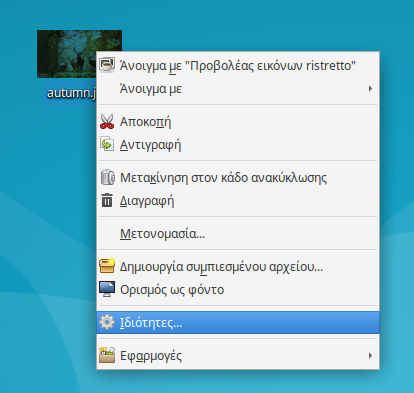 autumn.j
Άνοιγμα με "Προβολέας εικόνων ristretto"
Άνοιγμα με
Αποκοπή
Αντιγραφή
Μετακίνηση στον κάδο ανακύκλωσης
Διαγραφή
Μετονομασία...
Δημιουργία συμπιεσμένου αρχείου...
Ορισμός ως φόντο
Ιδιότητες...
Εφαρμογές